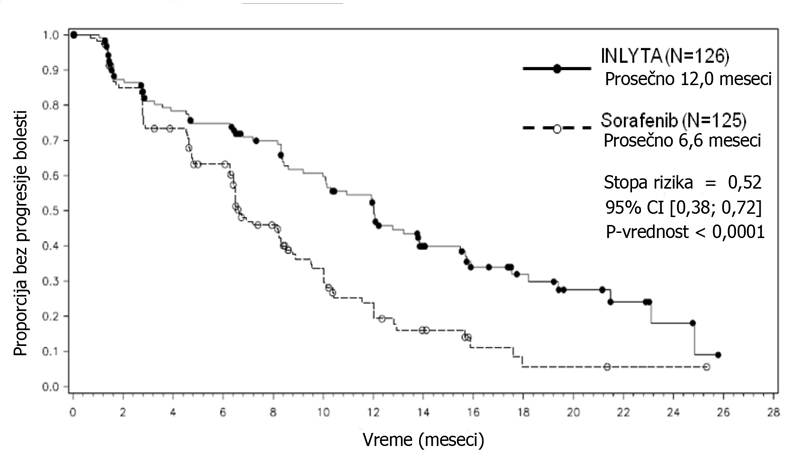 INLYTA (N=126)
Prosečno 12,0 meseci
Sorafenib (N=125)
Prosečno 6,6 meseci
Stopa rizika = 0,52
95% CI [0,38; 0,72]
P-vrednost < 0,0001
Proporcija bez progresije bolesti
1.0
0.9
0.8
0.7
0.6
0.5
0.4
0.3
0.2
0.1
0.0
0 2 4 6 8 10 12 14 16 18 20 22 24 26 28
Vreme (meseci)